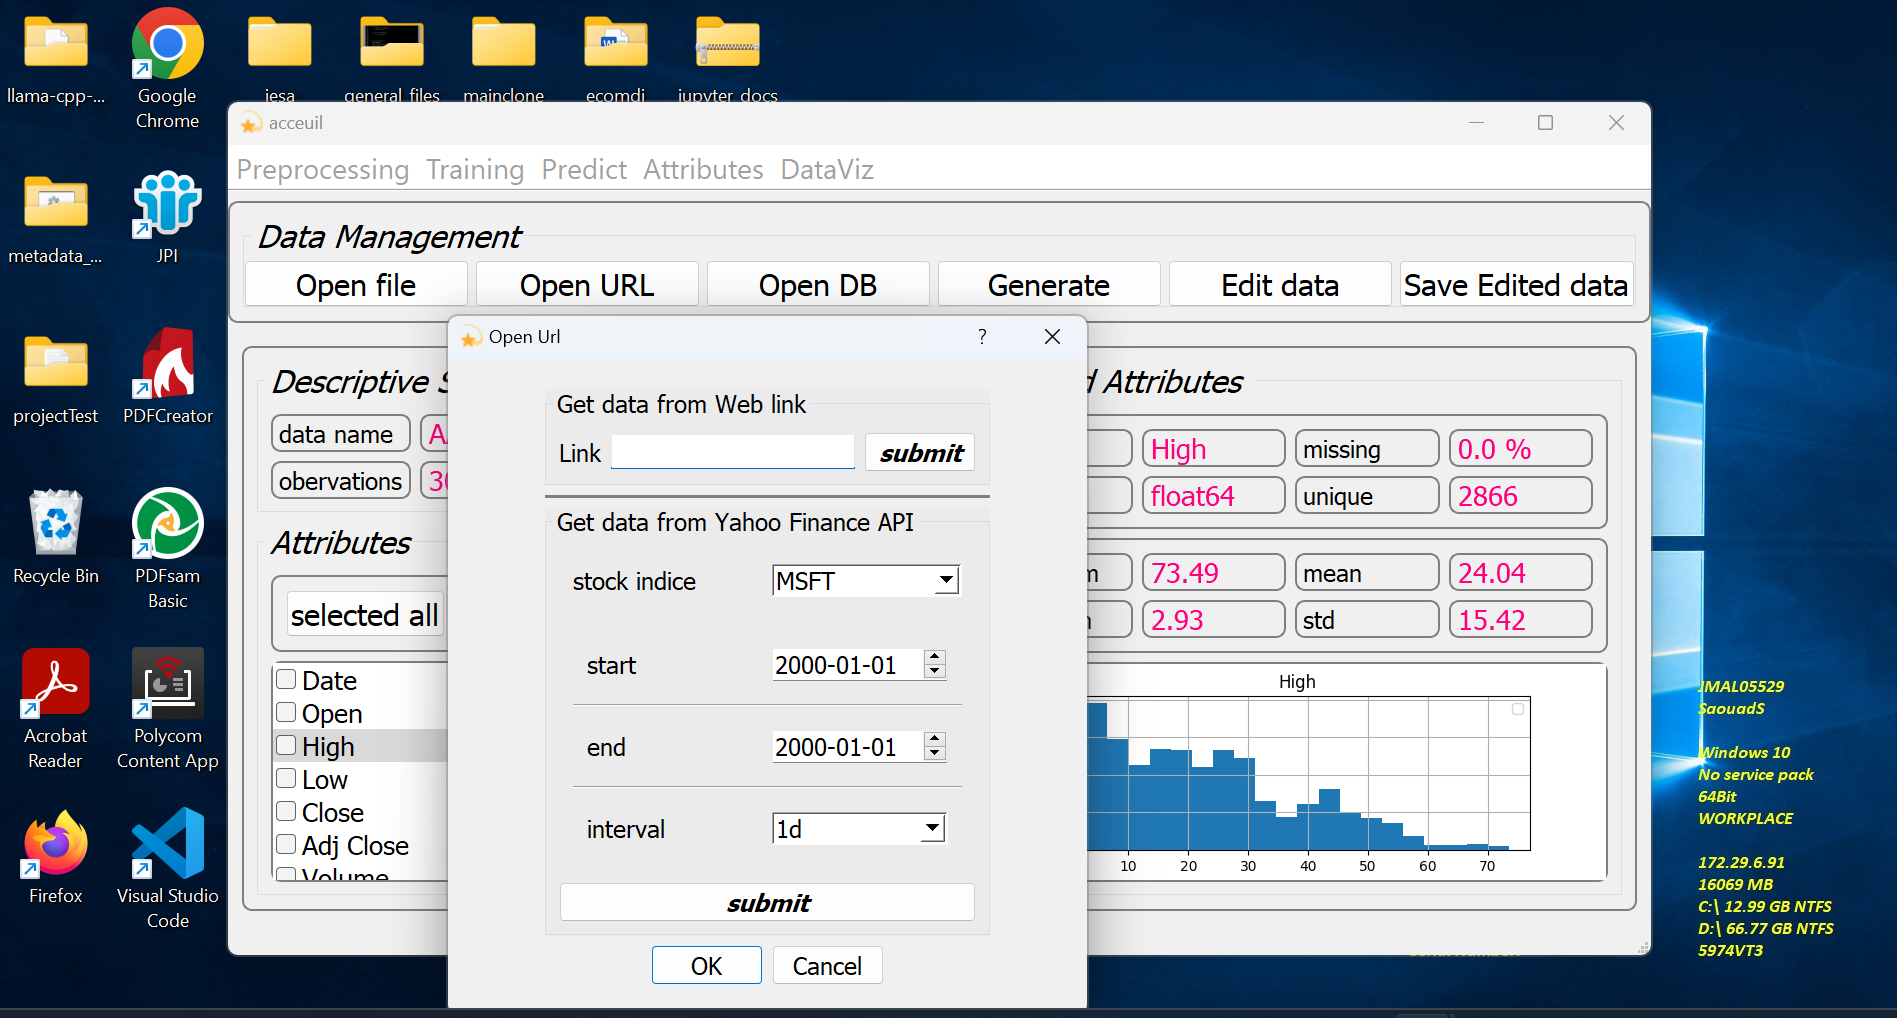 llama-cpp-...
Google
Chrome
iesa
general_files
mainclone
ecomdi
jupyter_docs
metadata_...
JPI
projectTest
PDFCreator
Recycle Bin
PDFsam
Basic
Acrobat
Reader
Polycom
Content App
Firefox
Visual Studio
Code
acceuil
Preprocessing Training Predict Attributes DataViz
Data Management
Open file Open URL Open DB Generate Edit data Save Edited data
Descriptive
data name
obervations
Attributes
selected all
Date
Open
High
Low
Close
Adj Close
Volume
Open Url ?
Get data from Web link
Link submit
Get data from Yahoo Finance API
stock indice MSFT
start 2000-01-01
end 2000-01-01
interval 1d
submit
OK Cancel
Attributes
High missing 0.0 %
float64 unique 2866
73.49 mean 24.04
2.93 std 15.42
High
10 20 30 40 50 60 70
JMAL05529
SaouadS
Windows 10
No service pack
64Bit
WORKPLACE
172.29.6.91
16069 MB
C:\ 12.99 GB NTFS
D:\ 66.77 GB NTFS
5974VT3